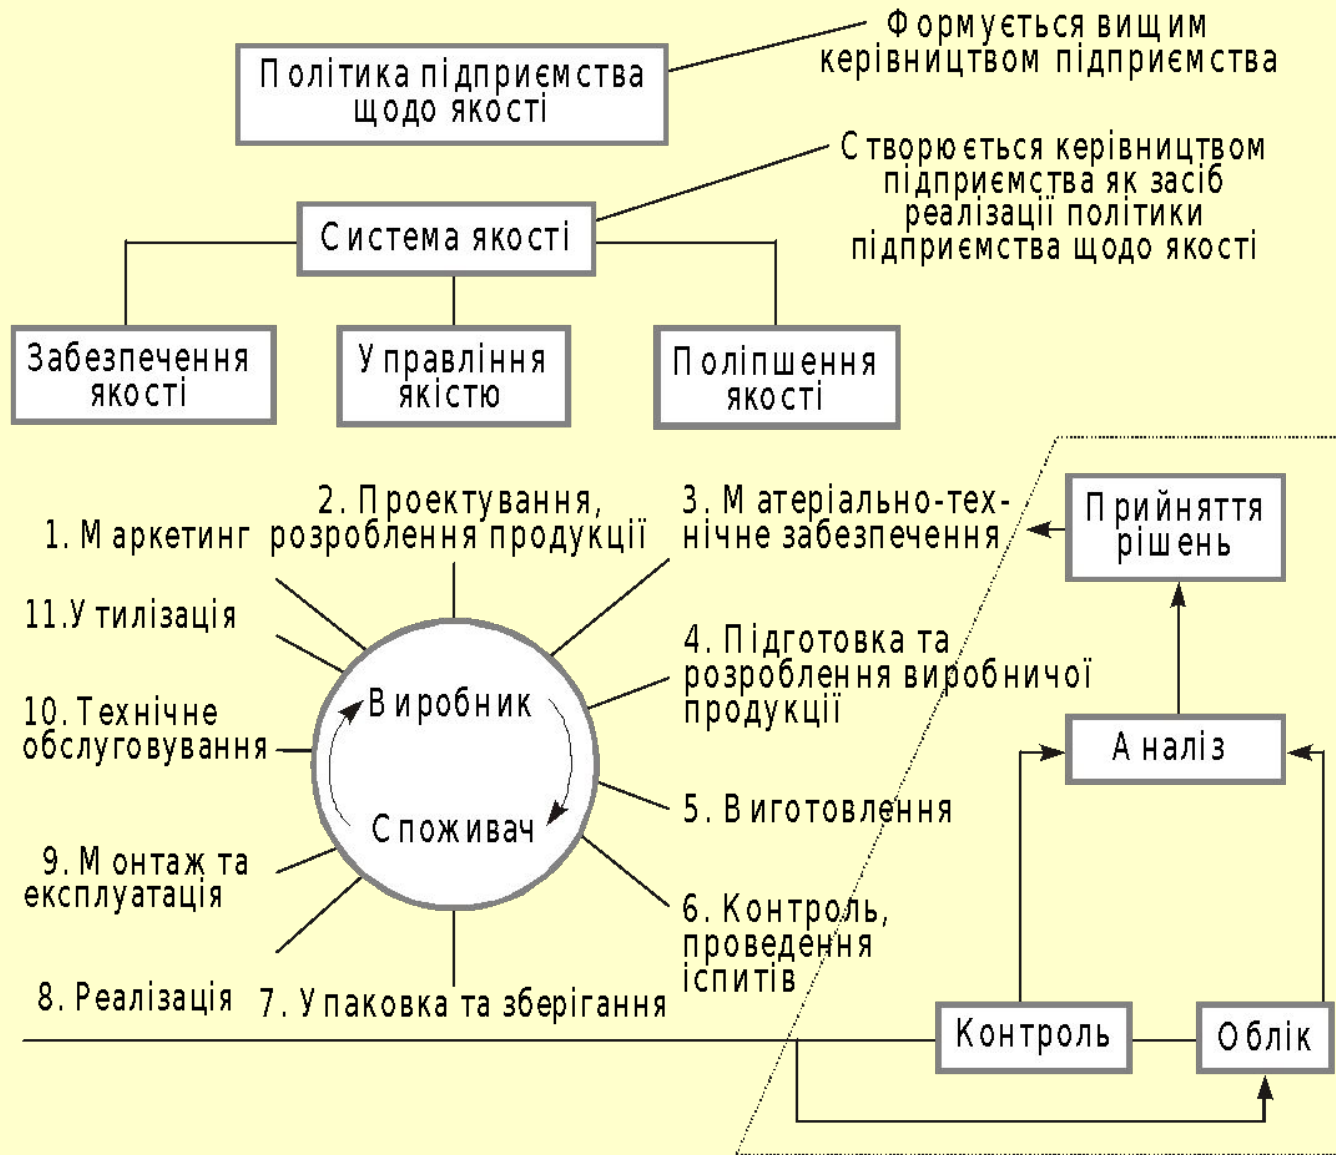 Формується вищим
керівництвом підприємства
Політика підприємства
щодо якості
Створюється керівництвом
підприємства як засіб
реалізації політики
підприємства щодо якості
Система якості
Забезпечення
якості
Управління
якістю
Поліпшення
якості
1. Маркетинг
2. Проектування,
розроблення продукції
3. Матеріально-тех-
нічне забезпечення
Прийняття
рішень
11.Утилізація
4. Підготовка та
розроблення виробничої
продукції
10. Технічне
обслуговування
Виробник
Споживач
Аналіз
5. Виготовлення
9. Монтаж та
експлуатація
6. Контроль,
проведення
іспитів
8. Реалізація
7. Упаковка та зберігання
Контроль
Облік